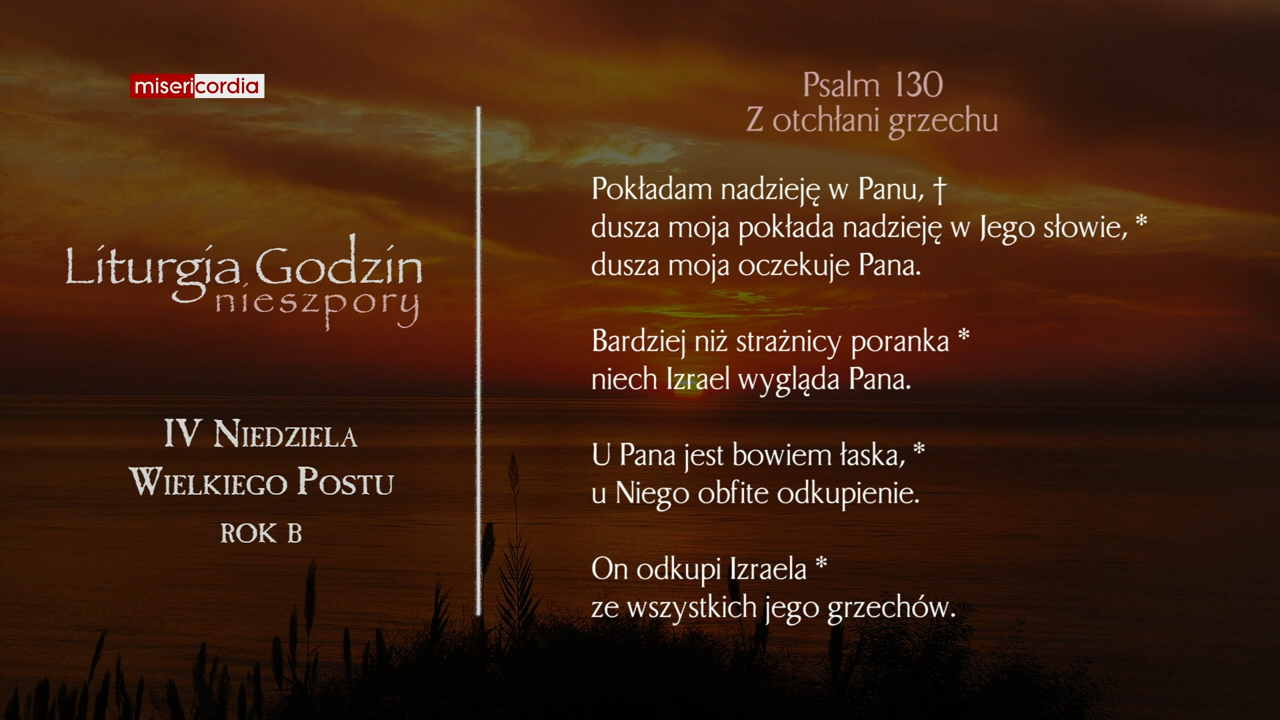 misericordia
Liturgia Godzin
nieszpory
IV Niedziela
Wielkiego Postu
rok B
Psalm 130
Z otchłani grzechu
Pokładam nadzieję w Panu, †
dusza moja pokłada nadzieję w Jego słowie, *
dusza moja oczekuje Pana.
Bardziej niż strażnicy poranka *
niech Izrael wygląda Pana.
U Pana jest bowiem łaska, *
u Niego obfite odkupienie.
On odkupi Izraela *
ze wszystkich jego grzechów.